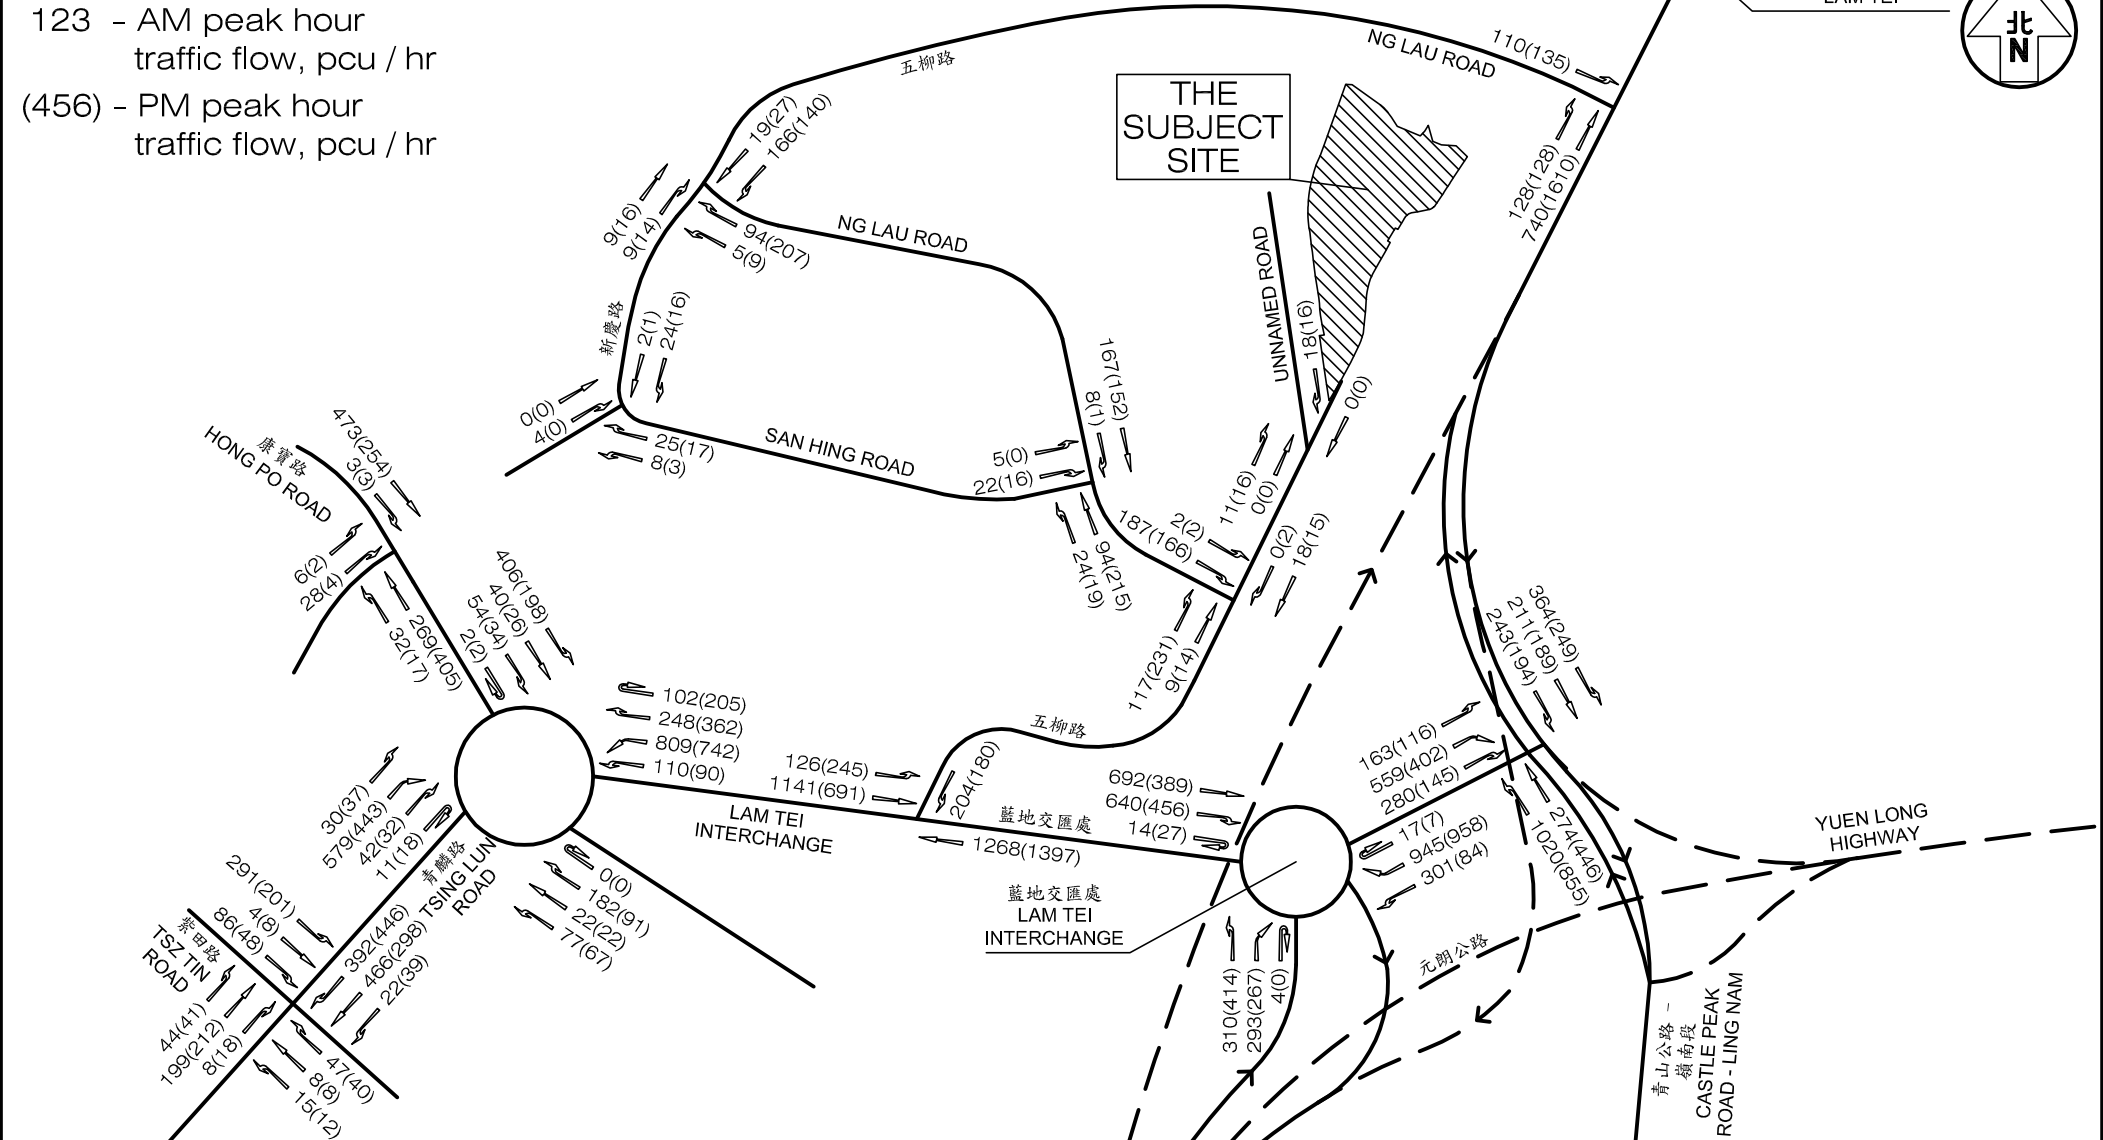 123 - AM peak hour
traffic flow, pcu / hr
(456) - PM peak hour
traffic flow, pcu / hr
LAM TEI
北
N
五柳路
NG LAU ROAD
110(135)
THE
SUBJECT
SITE
128(128)
740(1610)
19(27)
166(140)
9(16)
9(14)
94(207)
5(9)
NG LAU ROAD
UNNAMED ROAD
18(16)
0(0)
新慶路
2(1)
24(16)
0(0)
4(0)
25(17)
8(3)
SAN HING ROAD
167(152)
8(1)
5(0)
22(16)
11(16)
0(0)
2(2)
187(166)
0(2)
18(15)
94(215)
24(19)
117(231)
9(14)
473(254)
3(3)
康寶路
HONG PO ROAD
6(2)
28(4)
269(405)
32(17)
406(198)
40(26)
54(34)
2(2)
102(205)
248(362)
809(742)
110(90)
30(37)
579(443)
42(32)
11(18)
青麟路
TSING LUN
ROAD
0(0)
182(91)
22(22)
77(67)
126(245)
1141(691)
LAM TEI
INTERCHANGE
五柳路
204(180)
藍地交匯處
1268(1397)
692(389)
640(456)
14(27)
364(249)
211(189)
243(194)
163(116)
559(402)
280(145)
17(7)
945(958)
301(84)
274(446)
1020(855)
YUEN LONG
HIGHWAY
藍地交匯處
LAM TEI
INTERCHANGE
310(414)
293(267)
4(0)
元朗公路
青山公路 -
嶺南段
CASTLE PEAK
ROAD - LING NAM
291(201)
4(8)
86(48)
紫田路
TSZ TIN
ROAD
392(446)
466(298)
22(39)
44(41)
199(212)
8(18)
47(40)
8(8)
15(12)